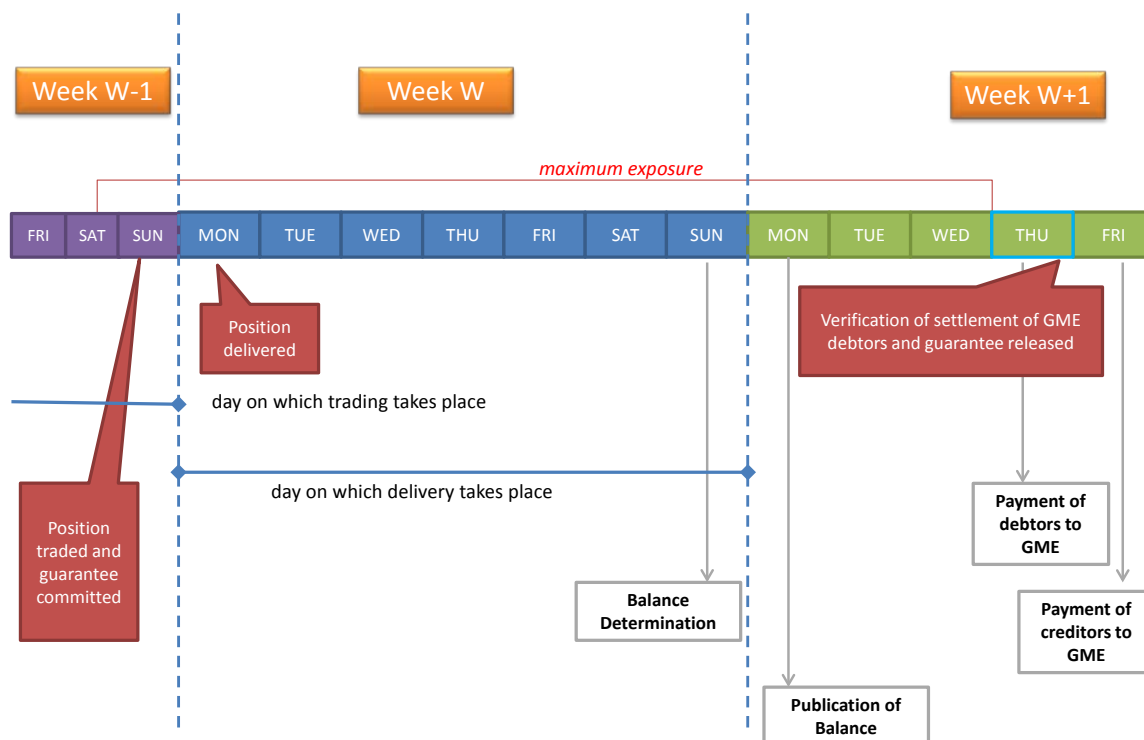 Week W-1
Week W
Week W+1
maximum exposure
FRI SAT SUN MON TUE WED THU FRI SAT SUN MON TUE WED THU FRI
Position
delivered
Verification of settlement of GME
debtors and guarantee released
day on which trading takes place
day on which delivery takes place
Position
traded and
guarantee
committed
Payment of
debtors to
GME
Balance
Determination
Payment of
creditors to
GME
Publication of
Balance